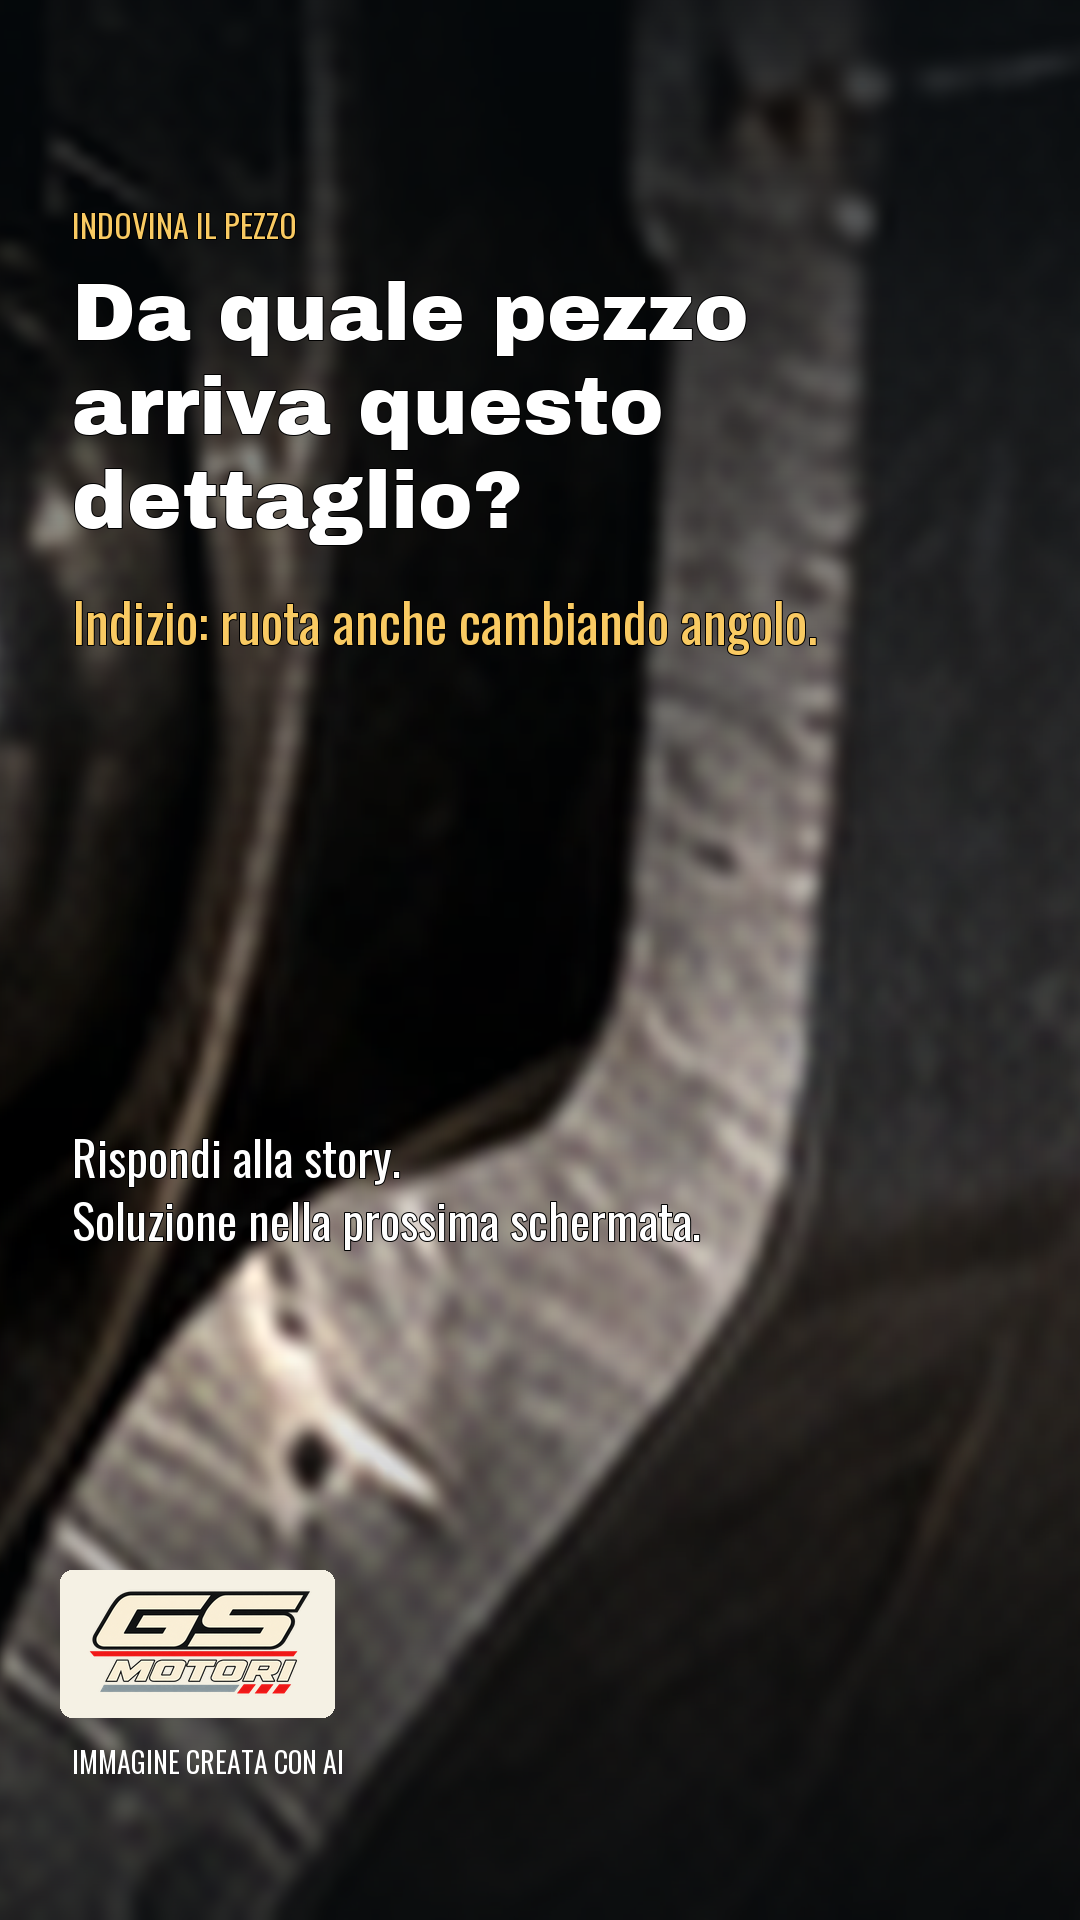 INDOVINA IL PEZZO
Da quale pezzo
arriva questo
dettaglio?
Indizio: ruota anche cambiando angolo.
Rispondi alla story.
Soluzione nella prossima schermata.
GS
MOTORI
IMMAGINE CREATA CON AI